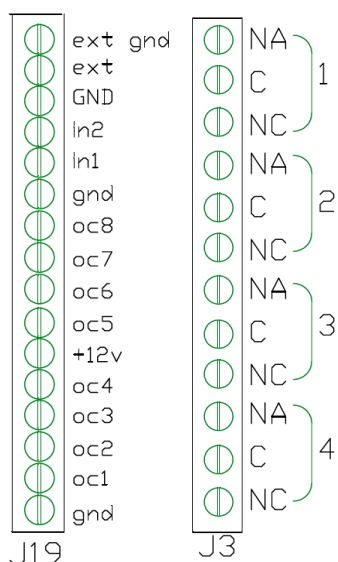 ext gnd
ext
GND
In2
In1
gnd
oc8
oc7
oc6
oc5
+12v
oc4
oc3
oc2
oc1
gnd
J19
NA
C
NC
1
NA
C
NC
2
NA
C
NC
3
NA
C
NC
4
J3